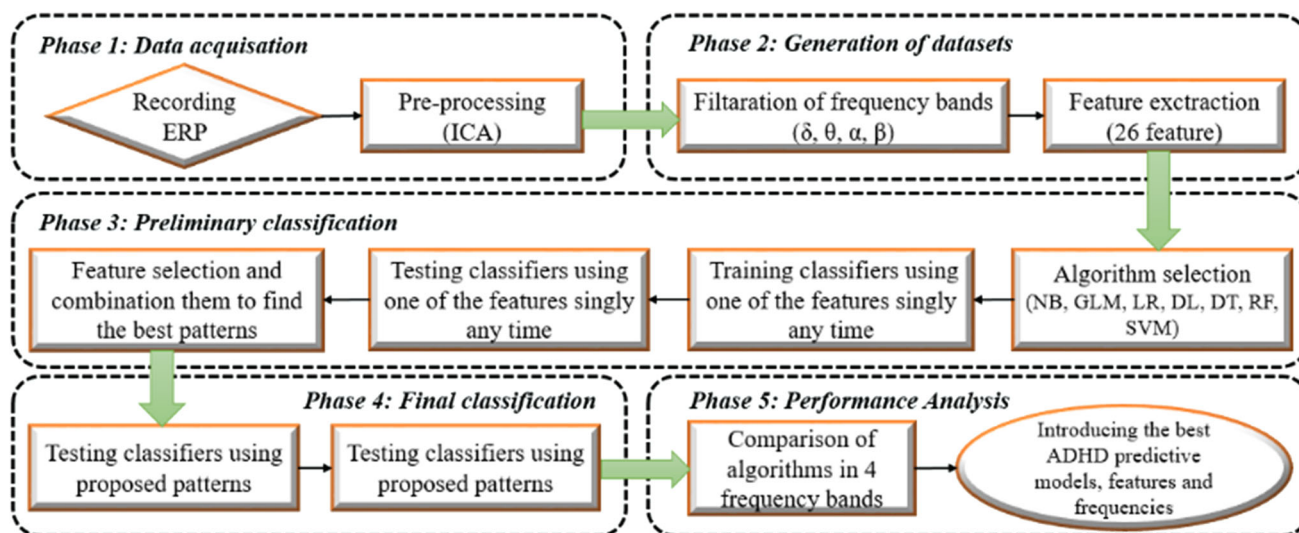 Phase 1: Data acquisation
Recording
ERP
Pre-processing
(ICA)
Phase 2: Generation of datasets
Filtaration of frequency bands
(δ, θ, α, β)
Feature exctraction
(26 feature)
Phase 3: Preliminary classification
Feature selection and
combination them to find
the best patterns
Testing classifiers using
one of the features singly
any time
Training classifiers using
one of the features singly
any time
Algorithm selection
(NB, GLM, LR, DL, DT, RF,
SVM)
Phase 4: Final classification
Testing classifiers using
proposed patterns
Testing classifiers using
proposed patterns
Phase 5: Performance Analysis
Comparison of
algorithms in 4
frequency bands
Introducing the best
ADHD predictive
models, features and
frequencies